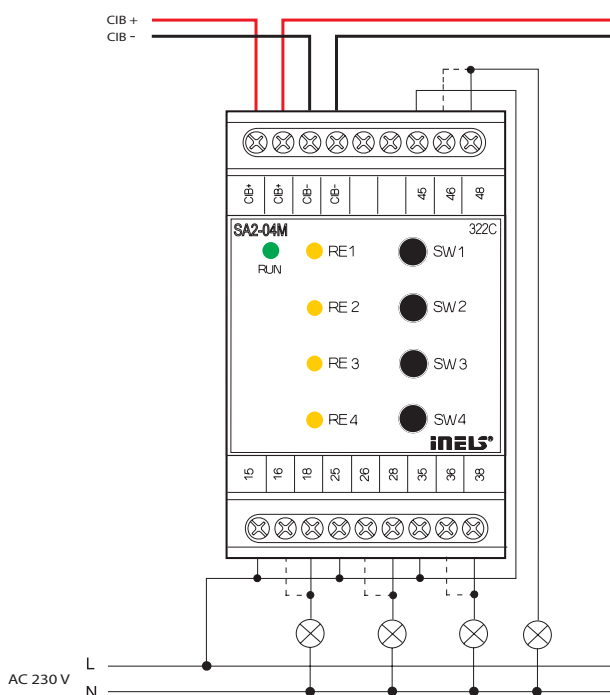 CIB +
CIB -
CIB+ CIB+ CIB- CIB- 45 46 48
SA2-04M 322C
RUN RE1 SW1
RE 2 SW2
RE 3 SW3
RE 4 SW4
iNELS®
15 16 18 25 26 28 35 36 38
L
AC 230 V
N